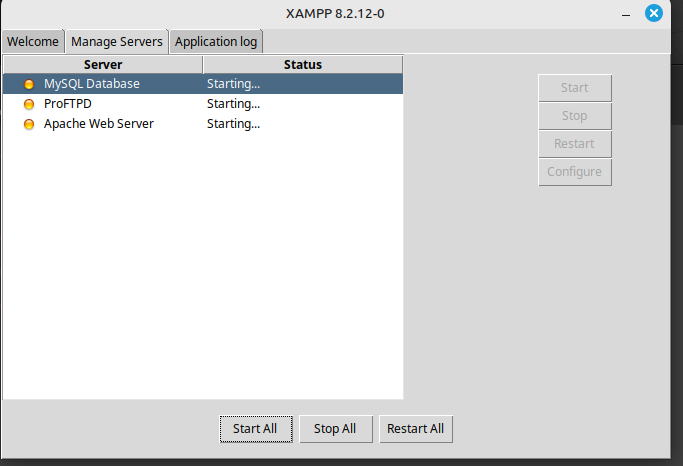 XAMPP 8.2.12-0
Welcome Manage Servers Application log
Server Status
MySQL Database Starting...
ProFTPD Starting...
Apache Web Server Starting...
Start
Stop
Restart
Configure
Start All Stop All Restart All